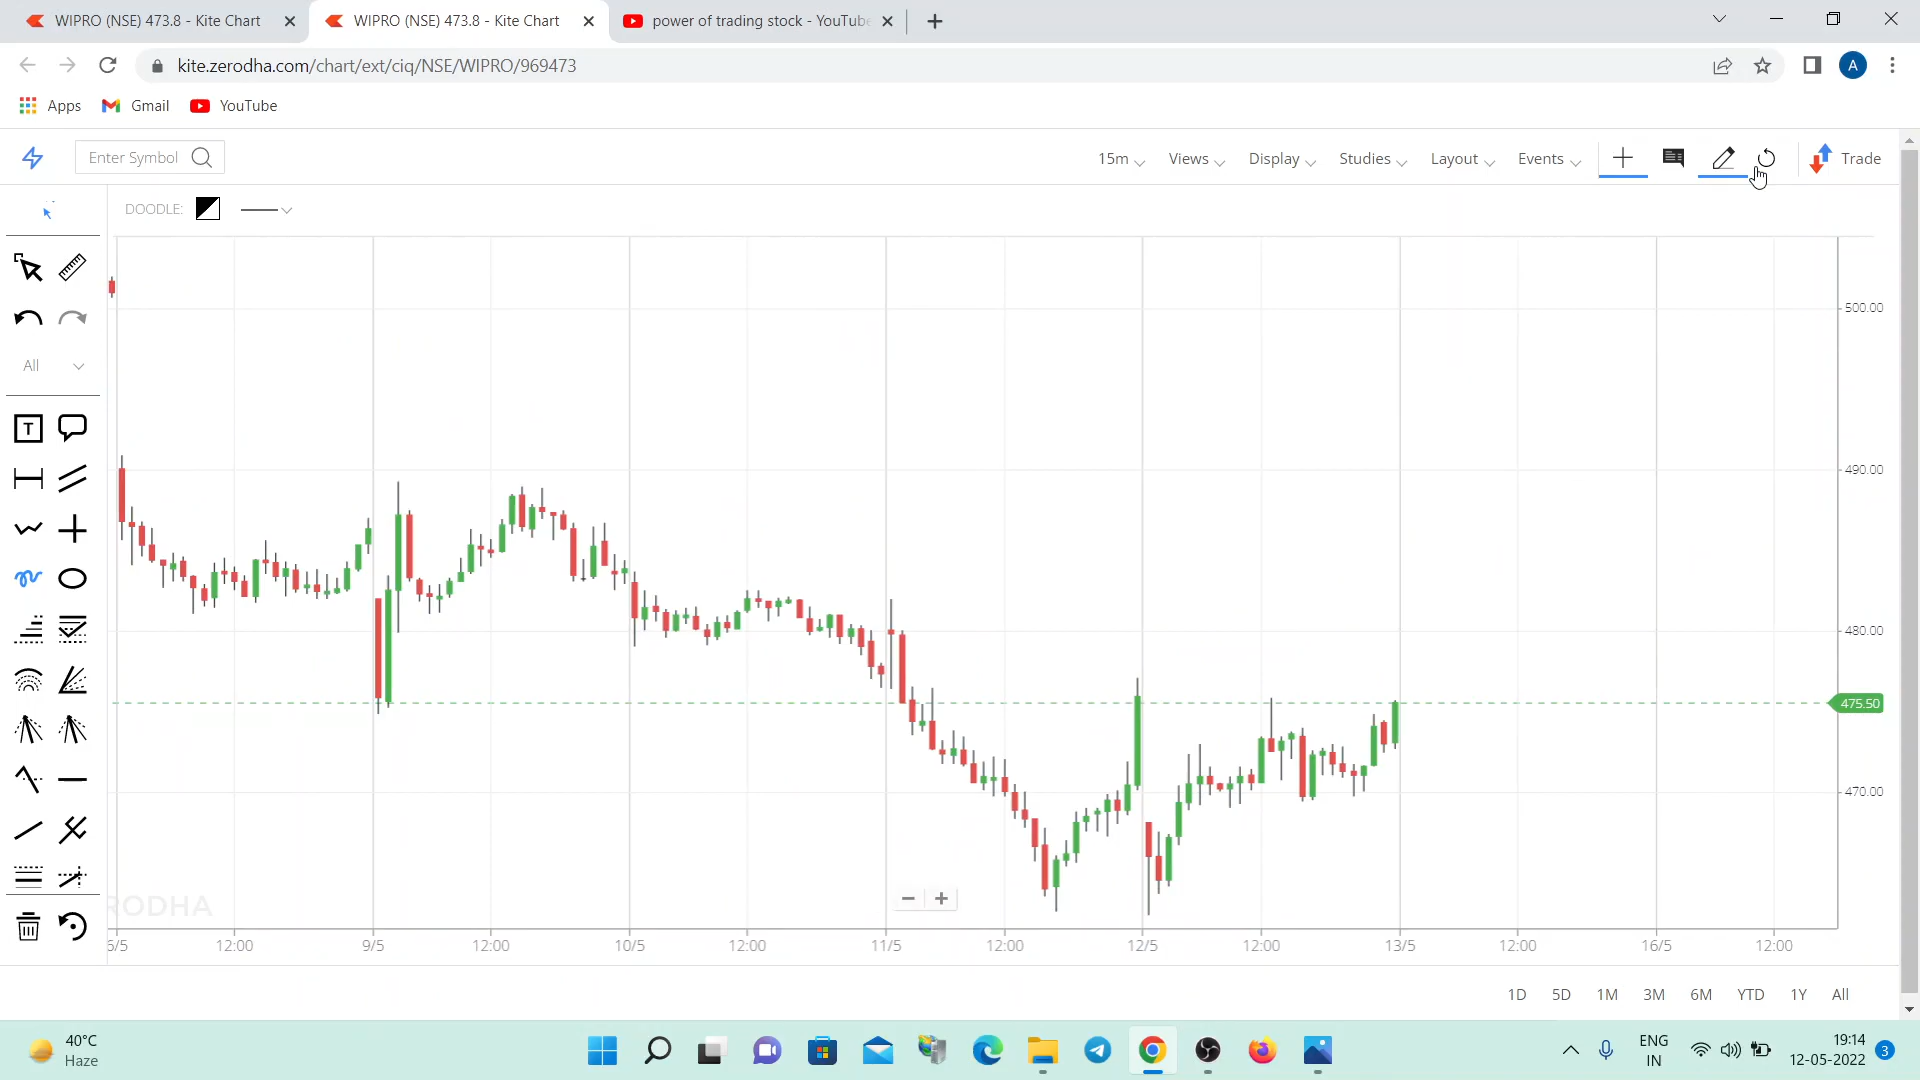 WIPRO (NSE) 473.8 - Kite Chart
WIPRO (NSE) 473.8 - Kite Chart
power of trading stock - YouTube
kite.zerodha.com/chart/ext/ciq/NSE/WIPRO/969473
A
Apps
Gmail
YouTube
Enter Symbol
15m
Views
Display
Studies
Layout
Events
Trade
DOODLE:
All
T
500.00
490.00
480.00
475.50
470.00
RODHA
6/5
12:00
9/5
12:00
10/5
12:00
11/5
12:00
12/5
12:00
13/5
12:00
16/5
12:00
1D
5D
1M
3M
6M
YTD
1Y
All
40°C
Haze
ENG
IN
19:14
12-05-2022
3